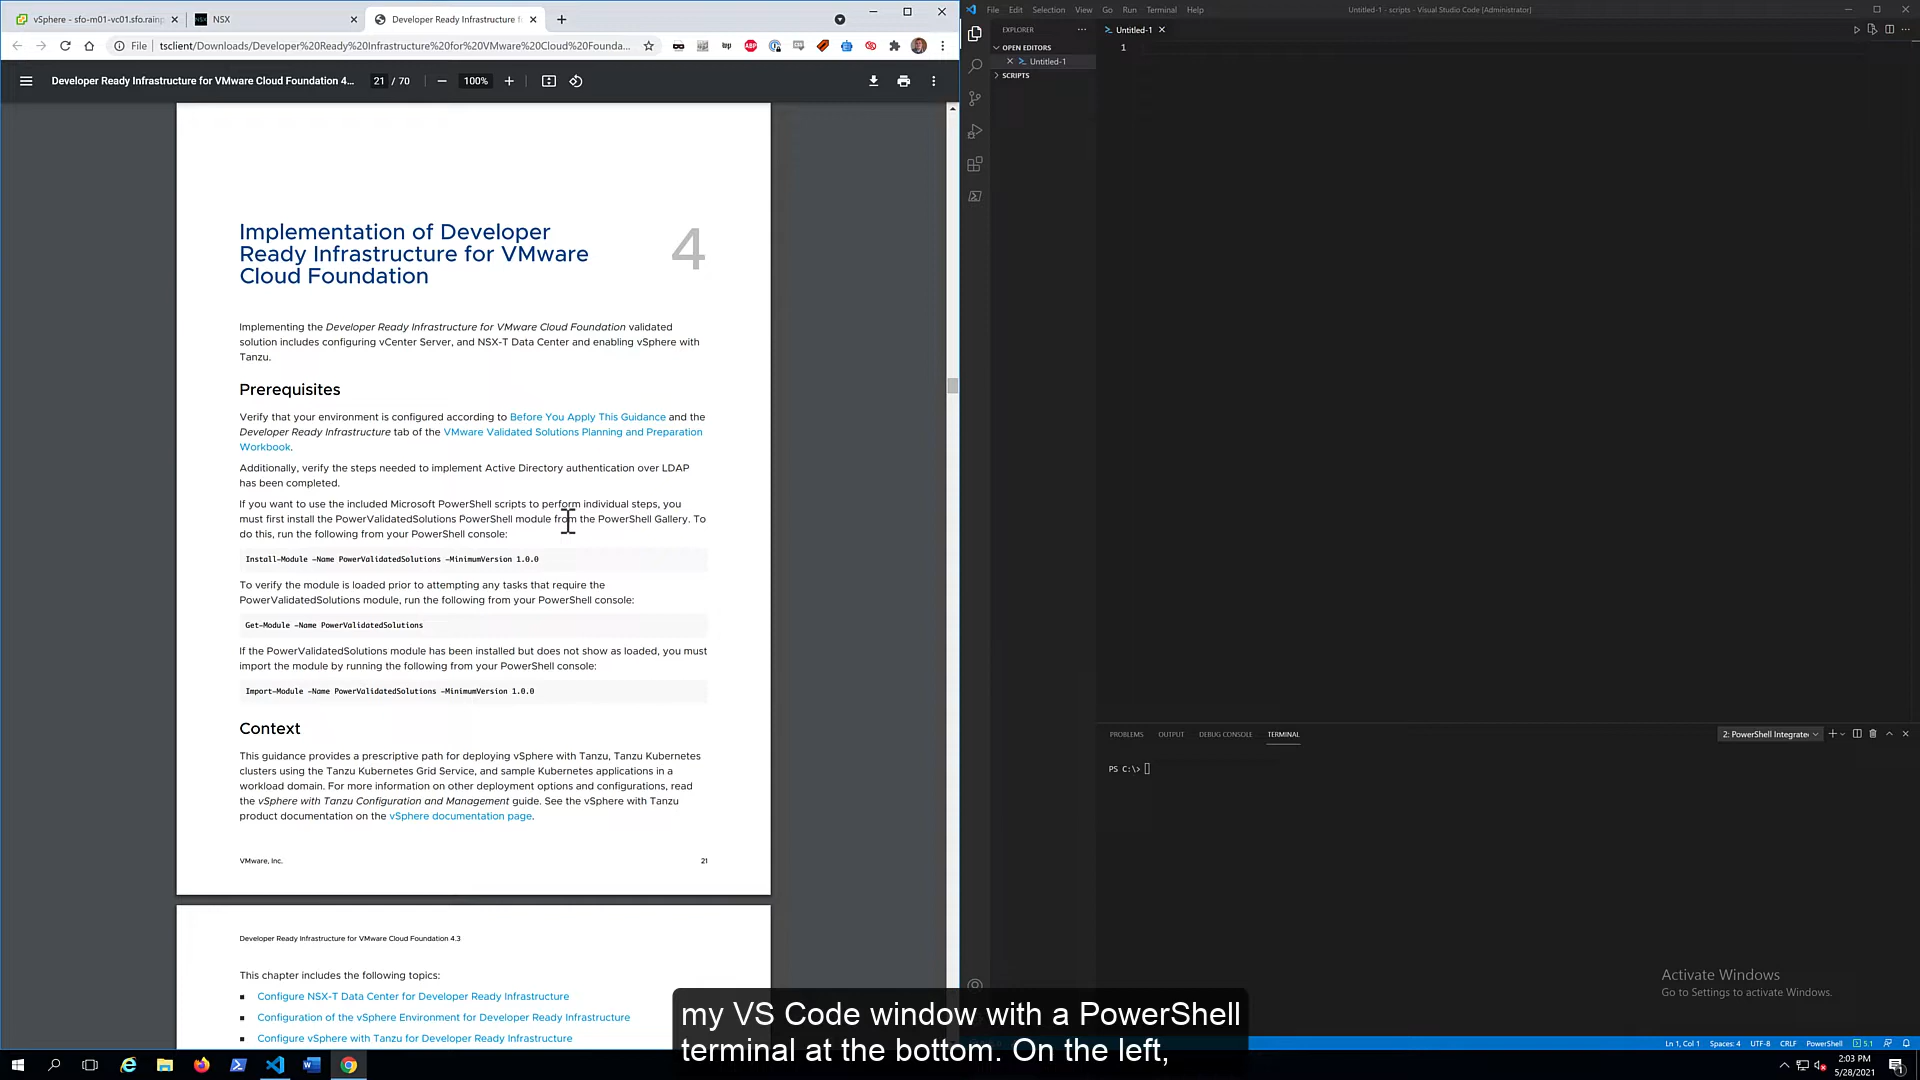 vSphere - sfo-m01-vc01.sfo.rainp
NSX
Developer Ready Infrastructure f
File
tsclient/Downloads/Developer%20Ready%20Infrastructure%20for%20VMware%20Cloud%20Founda...
Developer Ready Infrastructure for VMware Cloud Foundation 4...
21 / 70
100%
Implementation of Developer
Ready Infrastructure for VMware
Cloud Foundation
4
Implementing the Developer Ready Infrastructure for VMware Cloud Foundation validated
solution includes configuring vCenter Server, and NSX-T Data Center and enabling vSphere with
Tanzu.
Prerequisites
Verify that your environment is configured according to Before You Apply This Guidance and the
Developer Ready Infrastructure tab of the VMware Validated Solutions Planning and Preparation
Workbook.
Additionally, verify the steps needed to implement Active Directory authentication over LDAP
has been completed.
If you want to use the included Microsoft PowerShell scripts to perform individual steps, you
must first install the PowerValidatedSolutions PowerShell module from the PowerShell Gallery. To
do this, run the following from your PowerShell console:
Install-Module -Name PowerValidatedSolutions -MinimumVersion 1.0.0
To verify the module is loaded prior to attempting any tasks that require the
PowerValidatedSolutions module, run the following from your PowerShell console:
Get-Module -Name PowerValidatedSolutions
If the PowerValidatedSolutions module has been installed but does not show as loaded, you must
import the module by running the following from your PowerShell console:
Import-Module -Name PowerValidatedSolutions -MinimumVersion 1.0.0
Context
This guidance provides a prescriptive path for deploying vSphere with Tanzu, Tanzu Kubernetes
clusters using the Tanzu Kubernetes Grid Service, and sample Kubernetes applications in a
workload domain. For more information on other deployment options and configurations, read
the vSphere with Tanzu Configuration and Management guide. See the vSphere with Tanzu
product documentation on the vSphere documentation page.
VMware, Inc.
21
Developer Ready Infrastructure for VMware Cloud Foundation 4.3
This chapter includes the following topics:
Configure NSX-T Data Center for Developer Ready Infrastructure
Configuration of the vSphere Environment for Developer Ready Infrastructure
Configure vSphere with Tanzu for Developer Ready Infrastructure
File Edit Selection View Go Run Terminal Help
Untitled-1 - scripts - Visual Studio Code [Administrator]
EXPLORER
OPEN EDITORS
Untitled-1
SCRIPTS
Untitled-1
1
PROBLEMS OUTPUT DEBUG CONSOLE TERMINAL
2: PowerShell Integrate
PS C:\>
Activate Windows
Go to Settings to activate Windows.
my VS Code window with a PowerShell
terminal at the bottom. On the left,
Ln 1, Col 1 Spaces: 4 UTF-8 CRLF PowerShell 5.1
2:03 PM
5/28/2021